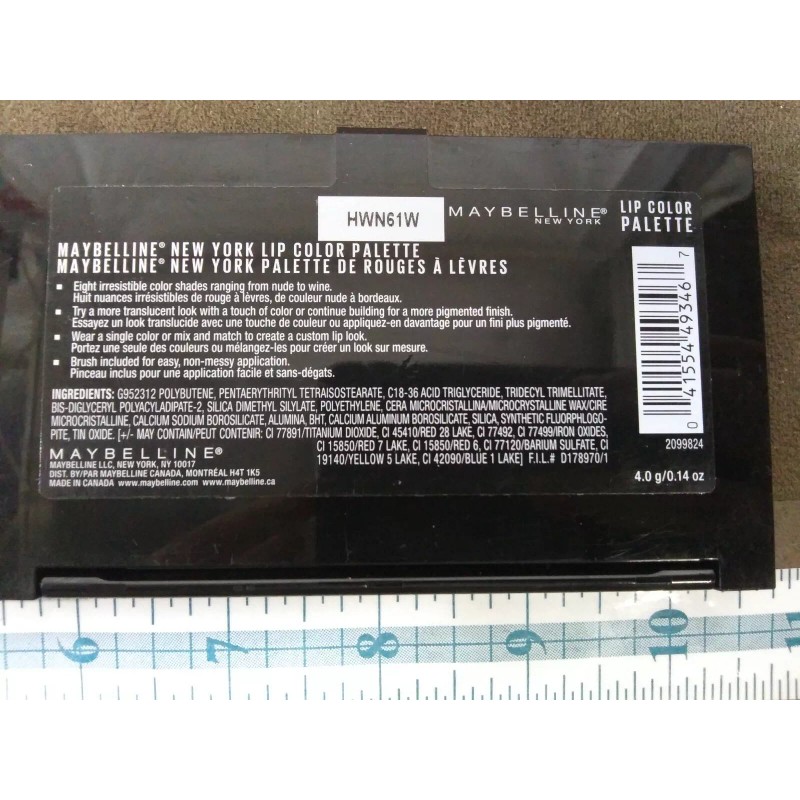 HWN61W
MAYBELLINE®
NEW YORK
LIP COLOR
PALETTE
MAYBELLINE® NEW YORK LIP COLOR PALETTE
MAYBELLINE® NEW YORK PALETTE DE ROUGES À LÈVRES
▪ Eight irresistible color shades ranging from nude to wine.
Huit nuances irrésistibles de rouge à lèvres, de couleur nude à bordeaux.
▪ Try a more translucent look with a touch of color or continue building for a more pigmented finish.
Essayez un look translucide avec une touche de couleur ou appliquez-en davantage pour un fini plus pigmenté.
▪ Wear a single color or mix and match to create a custom lip look.
Portez une seule des couleurs ou mélangez-les pour créer un look sur mesure.
▪ Brush included for easy, non-messy application.
Pinceau inclus pour une application facile et sans-dégats.
INGREDIENTS: G952312 POLYBUTENE, PENTAERYTHRITYL TETRAISOSTEARATE, C18-36 ACID TRIGLYCERIDE, TRIDECYL TRIMELLITATE,
BIS-DIGLYCERYL POLYACYLADIPATE-2, SILICA DIMETHYL SILYLATE, POLYETHYLENE, CERA MICROCRISTALLINA/MICROCRYSTALLINE WAX/CIRE
MICROCRISTALLINE, CALCIUM SODIUM BOROSILICATE, ALUMINA, BHT, CALCIUM ALUMINUM BOROSILICATE, SILICA, SYNTHETIC FLUORPHLOGO-
PITE, TIN OXIDE. [+/- MAY CONTAIN/PEUT CONTENIR: CI 77891/TITANIUM DIOXIDE, CI 45410/RED 28 LAKE, CI 77492, CI 77499/IRON OXIDES,
CI 15850/RED 7 LAKE, CI 15850/RED 6, CI 77120/BARIUM SULFATE, CI
19140/YELLOW 5 LAKE, CI 42090/BLUE 1 LAKE] F.I.L.# D178970/1
MAYBELLINE®
MAYBELLINE LLC, NEW YORK, NY 10017
DIST. BY/PAR MAYBELLINE CANADA, MONTRÉAL H4T 1K5
MADE IN CANADA www.maybelline.com www.maybelline.ca
0 41554 49346 7
2099824
4.0 g/0.14 oz
6 7 8 9 10